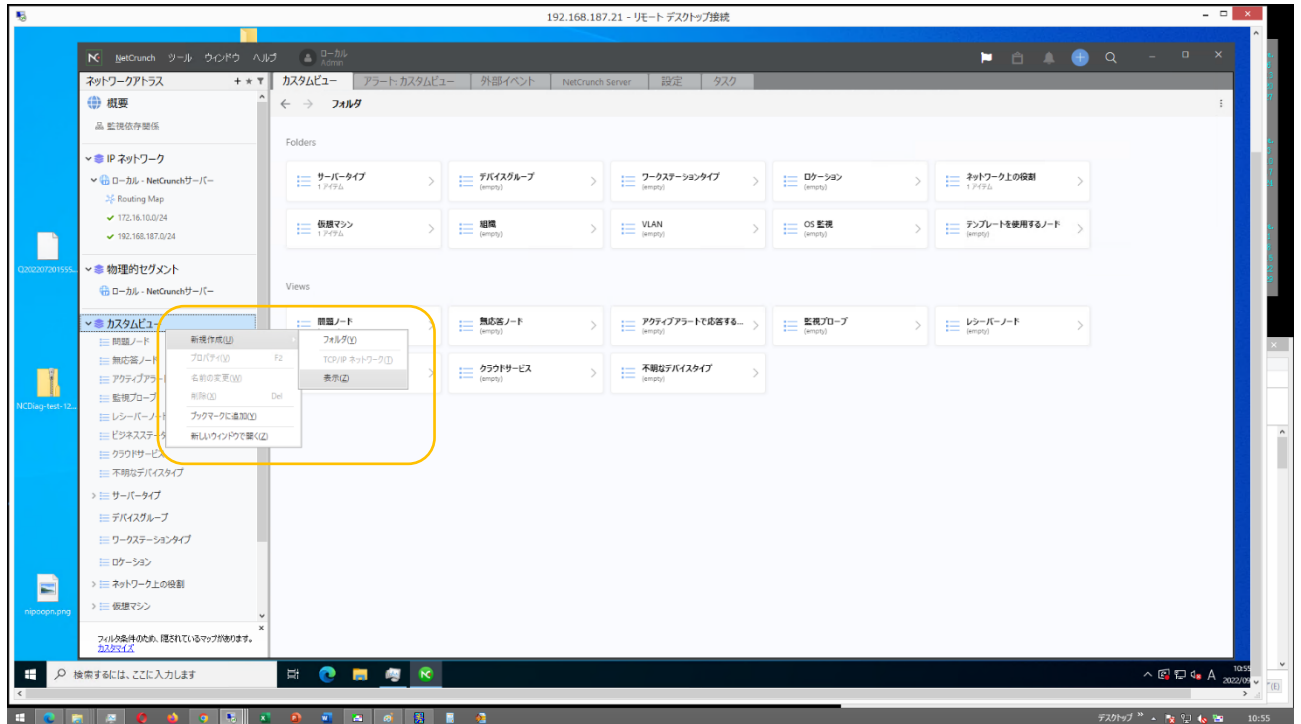 192.168.187.21 - リモート デスクトップ接続
NetCrunch ツール ウインドウ ヘルプ
ローカル
Admin
ネットワークアトラス
カスタムビュー
アラート:カスタムビュー
外部イベント
NetCrunch Server
設定
タスク
概要
監視依存関係
IP ネットワーク
ローカル - NetCrunchサーバー
Routing Map
172.16.10.0/24
192.168.187.0/24
物理的セグメント
ローカル - NetCrunchサーバー
カスタムビュー
問題ノード
無応答ノード
アクティブアラー
監視プローブ
レシーバーノー
ビジネスステータ
クラウドサービス
不明なデバイスタイプ
サーバータイプ
デバイスグループ
ワークステーションタイプ
ロケーション
ネットワーク上の役割
仮想マシン
フィルタ条件のため、隠されているマップがあります。
カスタマイズ
フォルダ
Folders
サーバータイプ
1 アイテム
デバイスグループ
(empty)
ワークステーションタイプ
(empty)
ロケーション
(empty)
ネットワーク上の役割
1 アイテム
仮想マシン
1 アイテム
組織
(empty)
VLAN
(empty)
OS 監視
(empty)
テンプレートを使用するノード
(empty)
Views
問題ノード
無応答ノード
(empty)
アクティブアラートで応答する...
(empty)
監視プローブ
(empty)
レシーバーノード
(empty)
クラウドサービス
(empty)
不明なデバイスタイプ
(empty)
新規作成(U)
プロパティ(V) F2
名前の変更(W)
削除(X) Del
ブックマークに追加(Y)
新しいウィンドウで開く(Z)
フォルダ(Y)
TCP/IP ネットワーク(T)
表示(Z)
Q202207201555...
NCDiag-test-12...
nipoopn.png
検索するには、ここに入力します
A
10:55
2022/09
(E)
デスクトップ
10:55